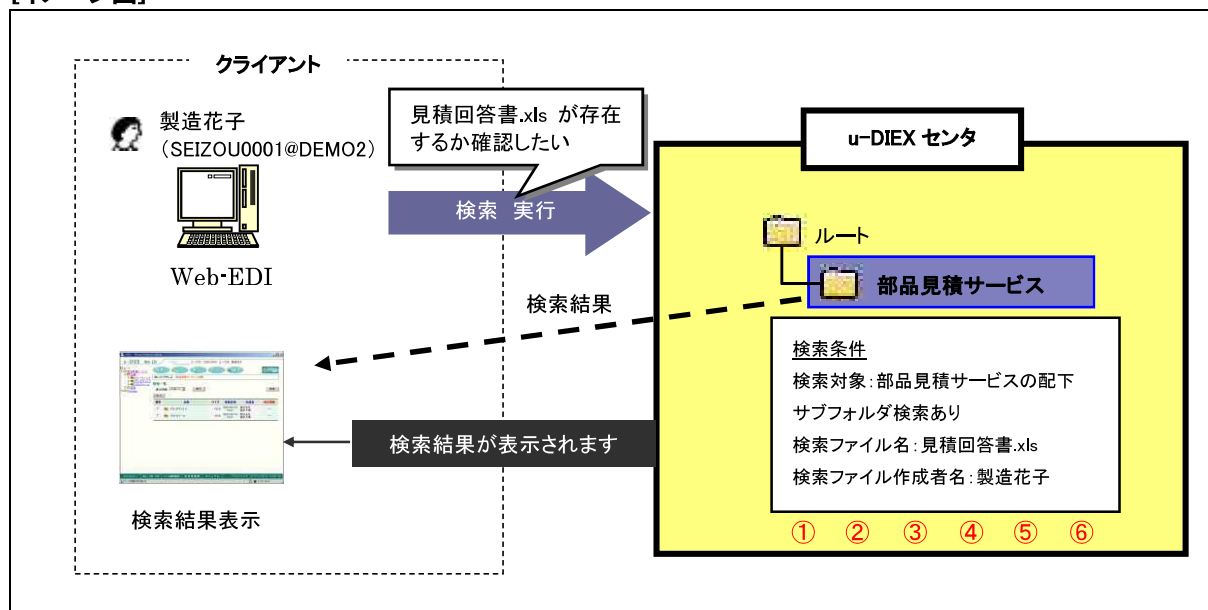 クライアント
製造花子
(SEIZOU0001@DEMO2)
Web-EDI
見積回答書.xls が存在
するか確認したい
検索 実行
u-DIEX センタ
ルート
部品見積サービス
検索結果
検索条件
検索対象:部品見積サービスの配下
サブフォルダ検索あり
検索ファイル名:見積回答書.xls
検索ファイル作成者名:製造花子
検索結果が表示されます
検索結果表示
① ② ③ ④ ⑤ ⑥